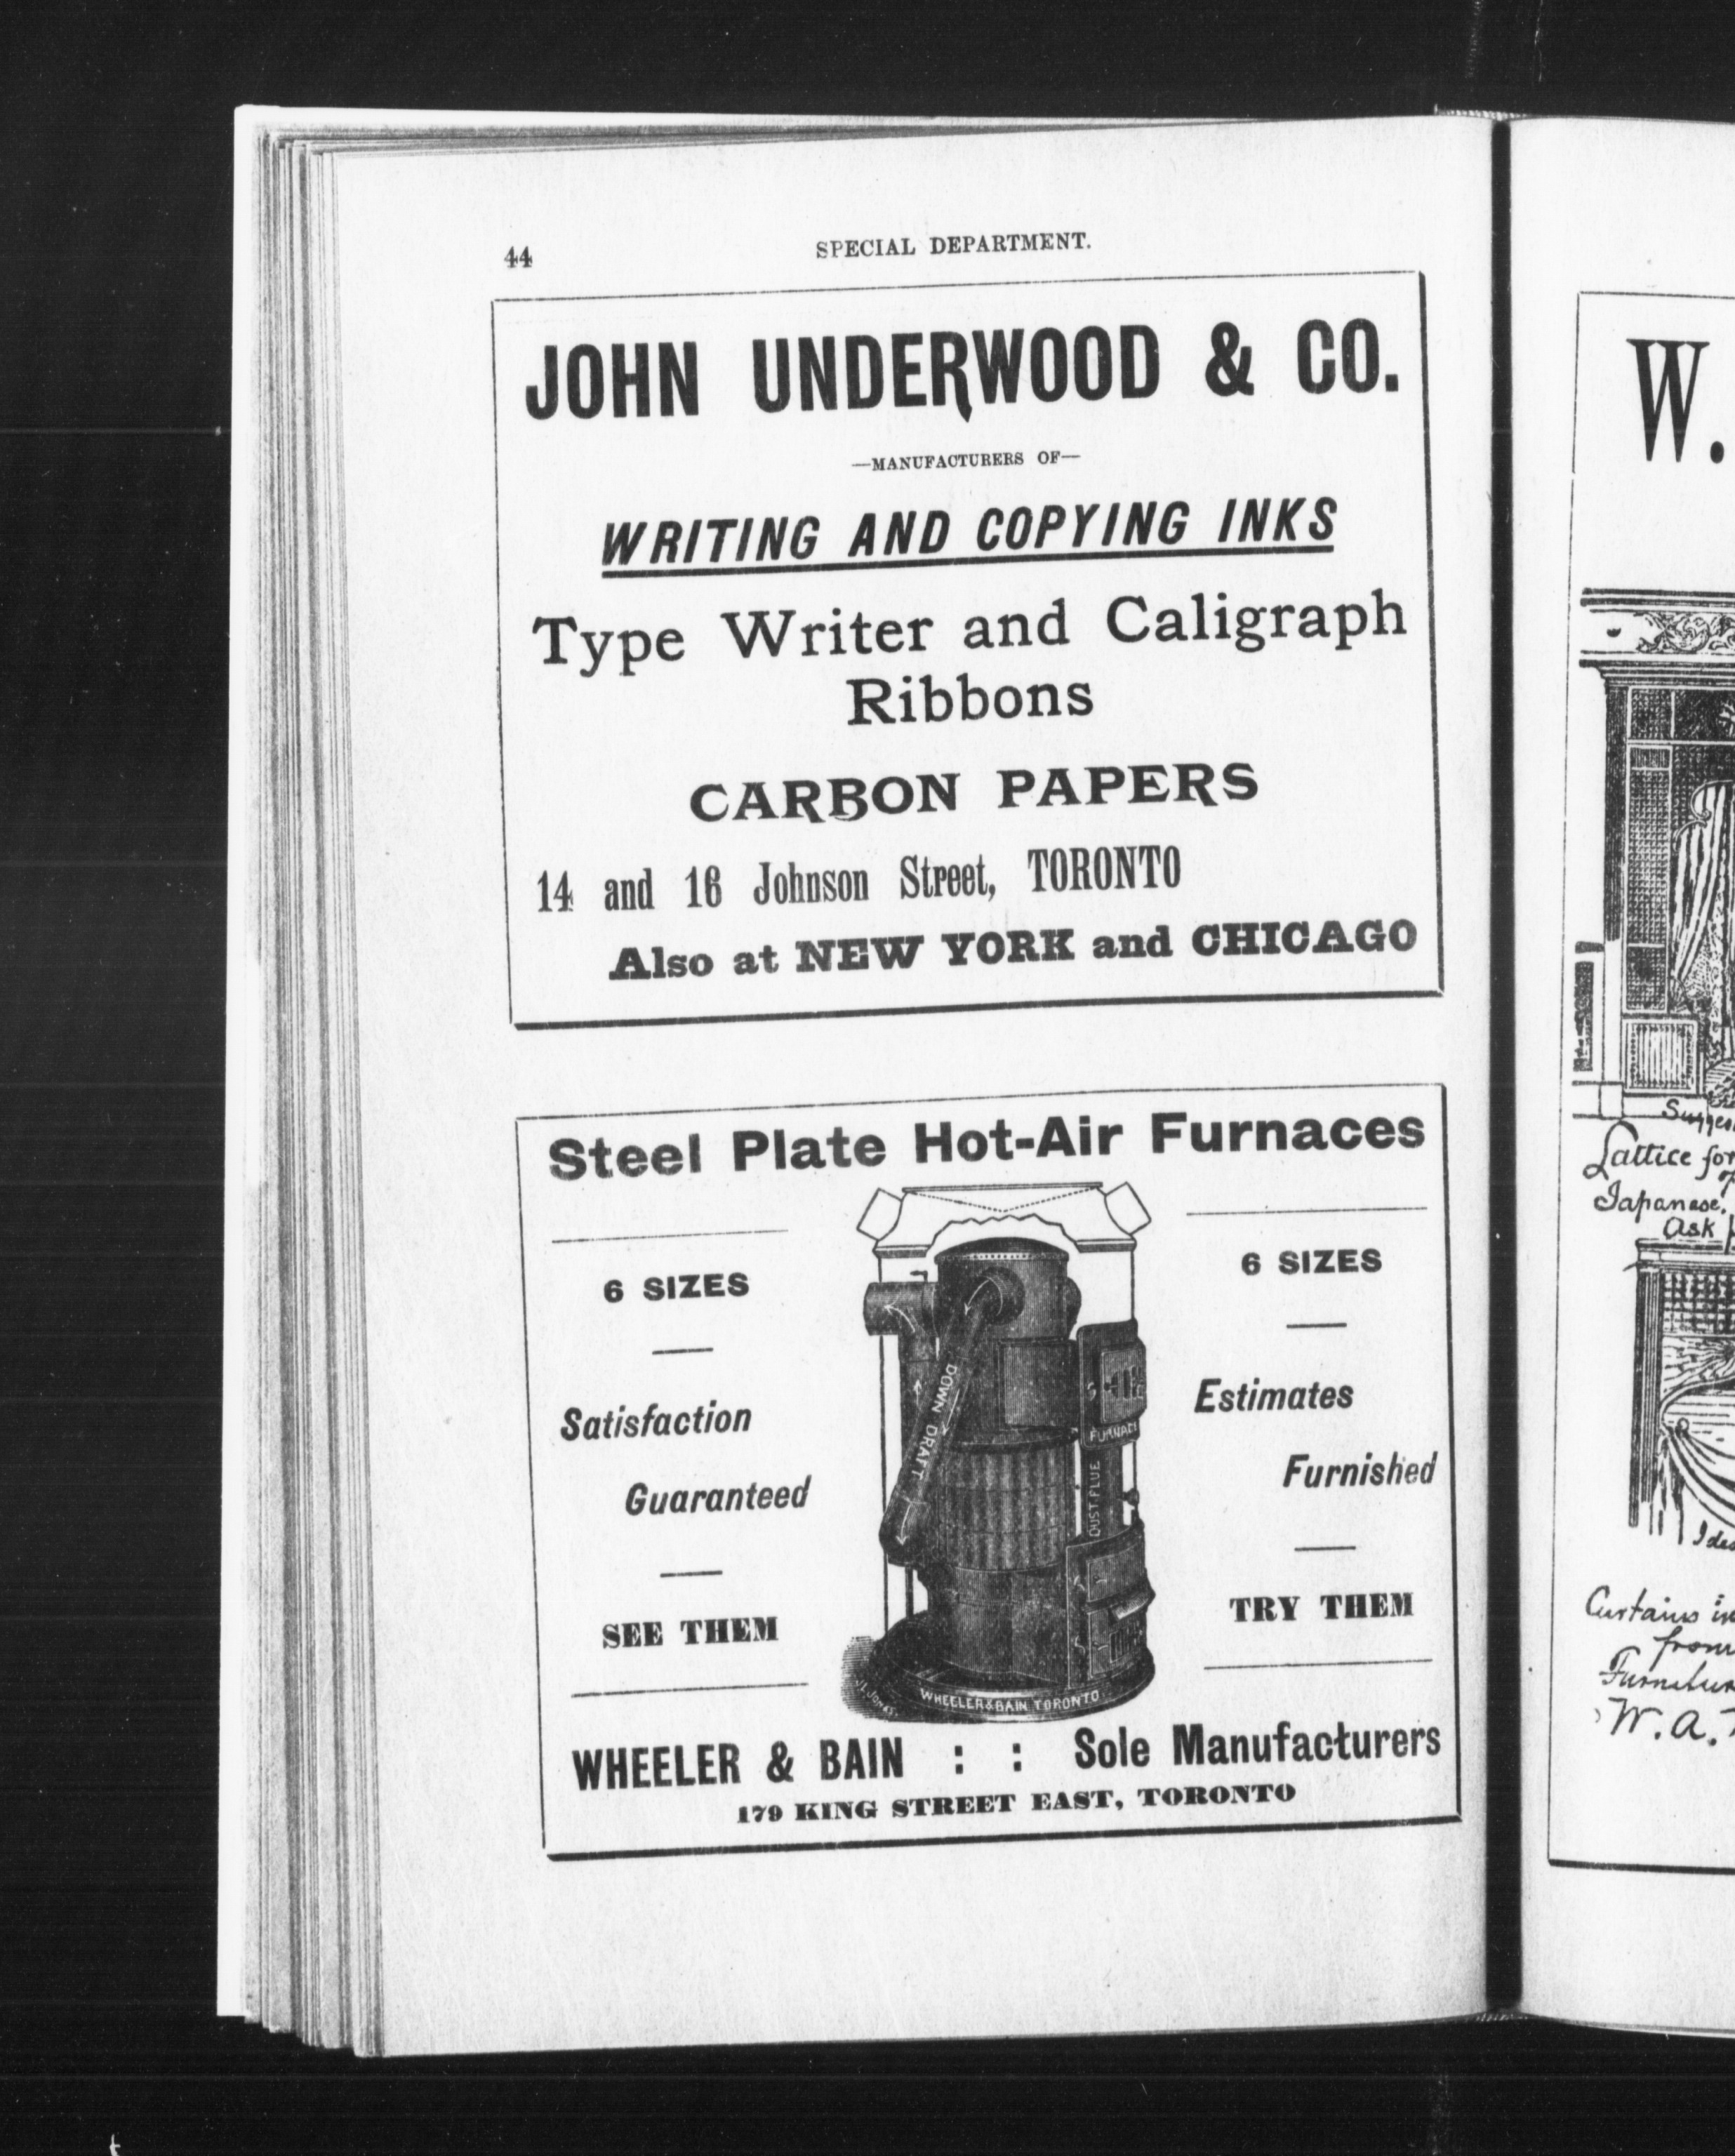 44
SPECIAL DEPARTMENT.
JOHN UNDERWOOD & CO.
—MANUFACTURERS OF—
WRITING AND COPYING INKS
Type Writer and Caligraph
Ribbons
CARBON PAPERS
14 and 16 Johnson Street, TORONTO
Also at NEW YORK and CHICAGO
Steel Plate Hot-Air Furnaces
6 SIZES
Satisfaction
Guaranteed
SEE THEM
DOWN DRAFT
FURNACE
DUST FLUE
J.L. JONES
WHEELER & BAIN TORONTO
6 SIZES
Estimates
Furnished
TRY THEM
WHEELER & BAIN : : Sole Manufacturers
179 KING STREET EAST, TORONTO
W.
Lattice for
Japanese.
Ask
Curtains in
from
W. A.